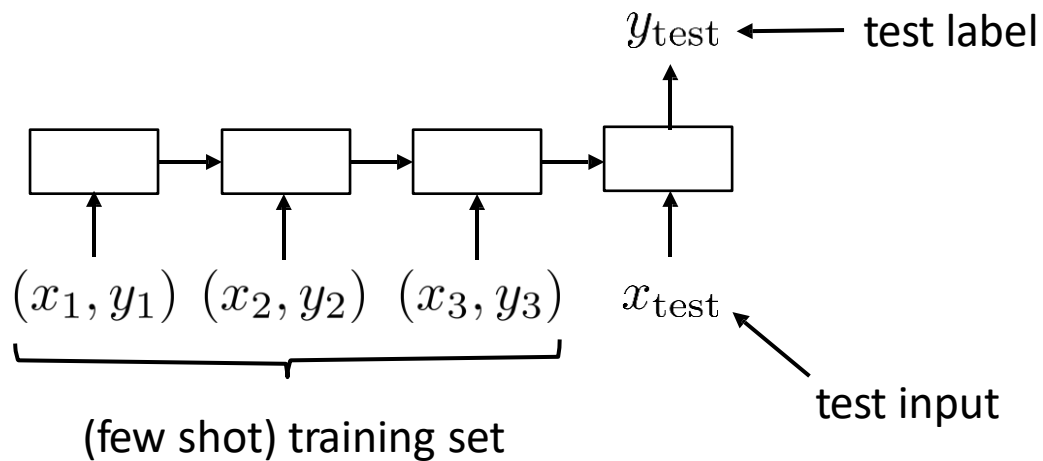 y_test
test label
(x_1, y_1) (x_2, y_2) (x_3, y_3) x_test
test input
(few shot) training set